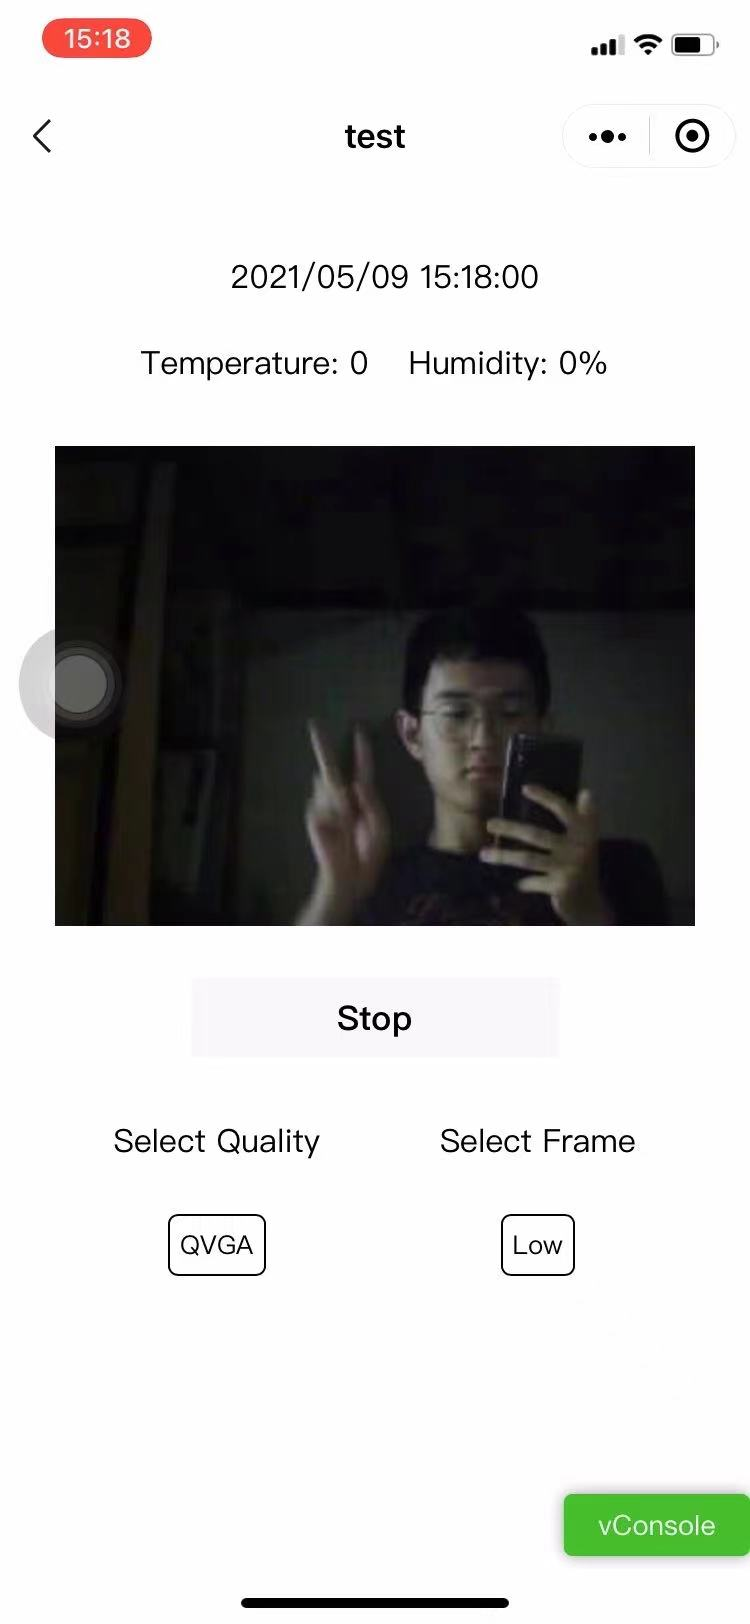 15:18
test
2021/05/09 15:18:00
Temperature: 0 Humidity: 0%
Stop
Select Quality Select Frame
QVGA Low
vConsole